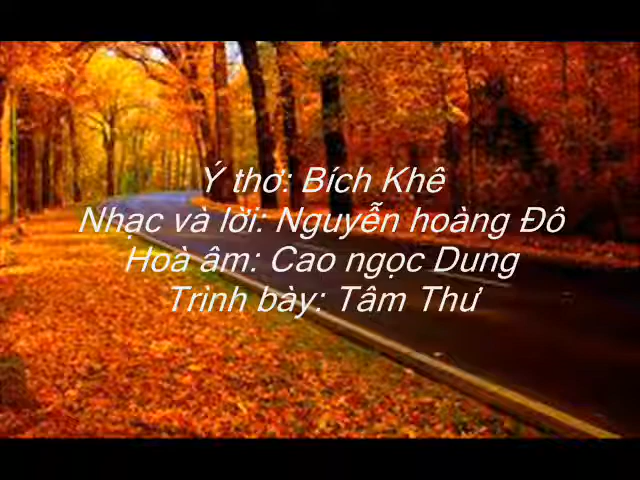 Ý thơ: Bích Khê
Nhạc và lời: Nguyễn hoàng Đô
Hoà âm: Cao ngọc Dung
Trình bày: Tâm Thư